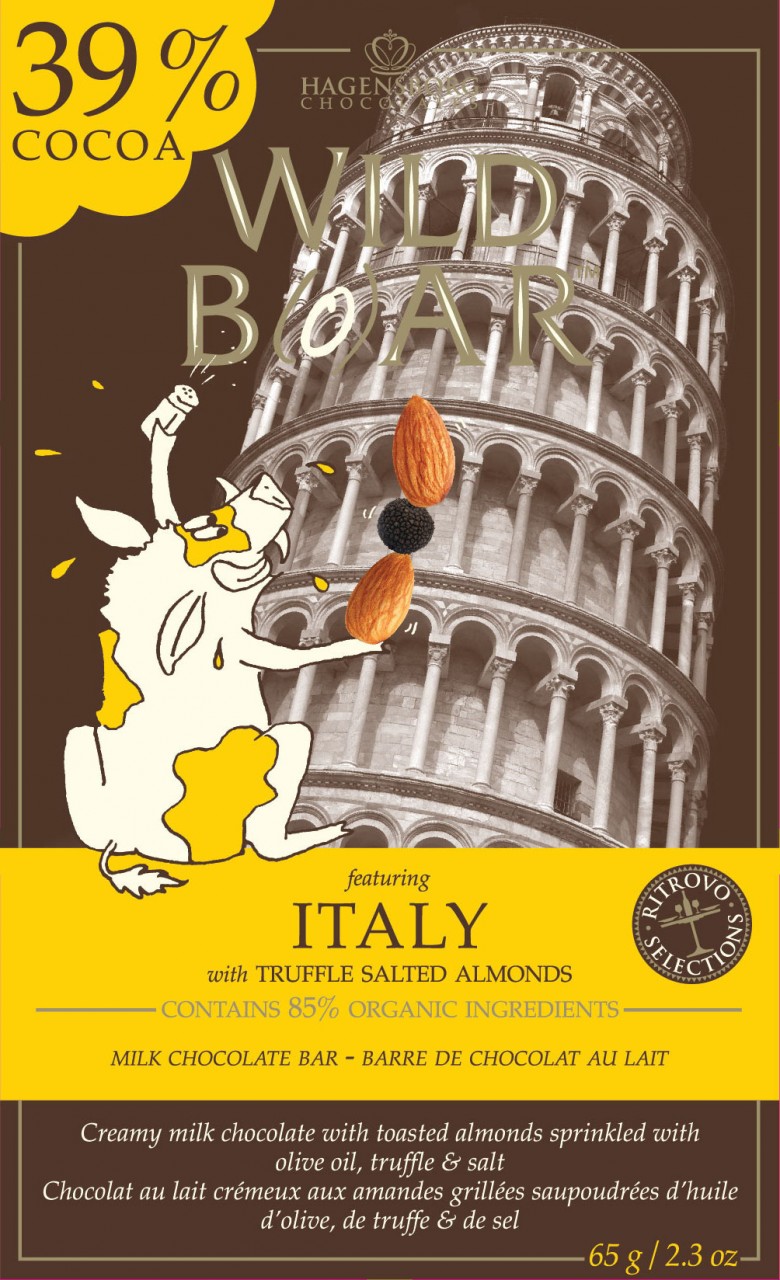 39%
COCOA
HAGENSBORG
CHOCOLATES
WILD
B(O)AR
featuring
ITALY
with TRUFFLE SALTED ALMONDS
CONTAINS 85% ORGANIC INGREDIENTS
RITROVO
SELECTIONS
MILK CHOCOLATE BAR - BARRE DE CHOCOLAT AU LAIT
Creamy milk chocolate with toasted almonds sprinkled with
olive oil, truffle & salt
Chocolat au lait crémeux aux amandes grillées saupoudrées d'huile
d'olive, de truffe & de sel
65 g / 2.3 oz